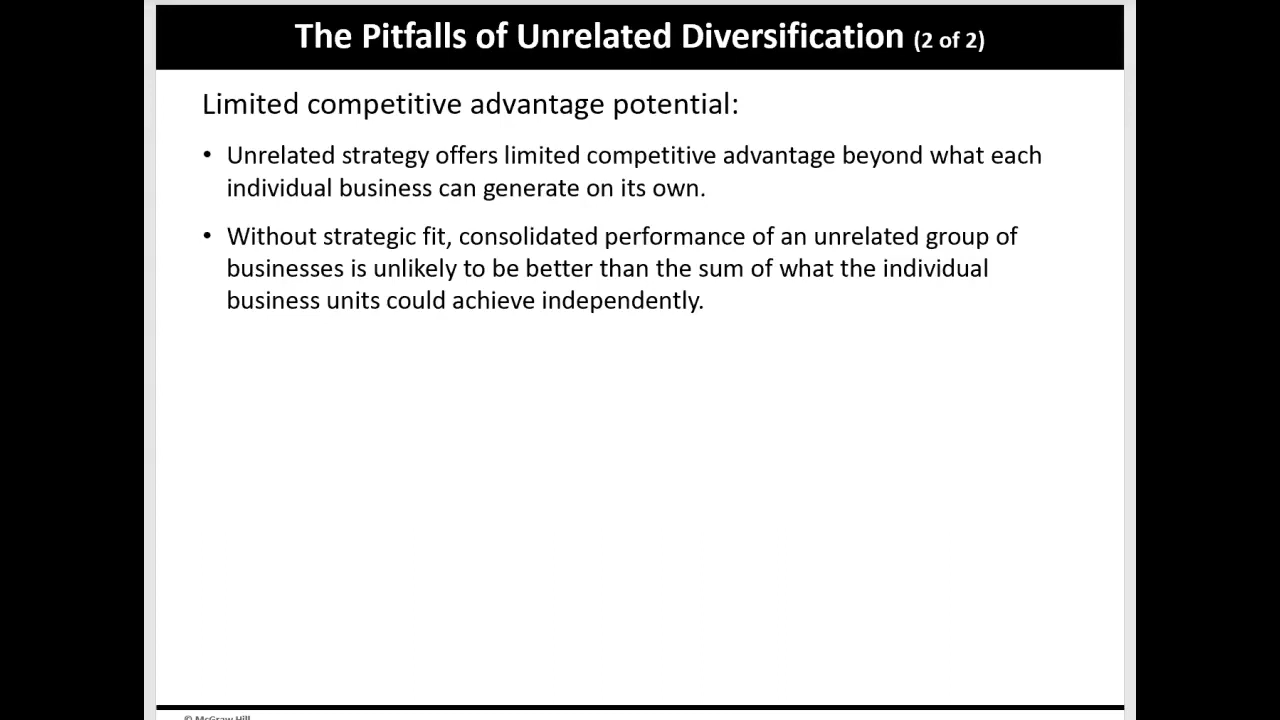 The Pitfalls of Unrelated Diversification (2 of 2)
Limited competitive advantage potential:
• Unrelated strategy offers limited competitive advantage beyond what each
individual business can generate on its own.
• Without strategic fit, consolidated performance of an unrelated group of
businesses is unlikely to be better than the sum of what the individual
business units could achieve independently.
© McGraw Hill